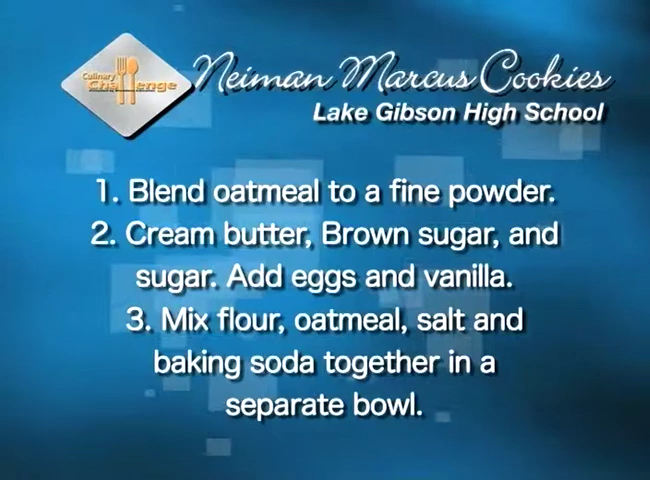 Culinary
Challenge
Neiman Marcus Cookies
Lake Gibson High School
1. Blend oatmeal to a fine powder.
2. Cream butter, Brown sugar, and
sugar. Add eggs and vanilla.
3. Mix flour, oatmeal, salt and
baking soda together in a
separate bowl.